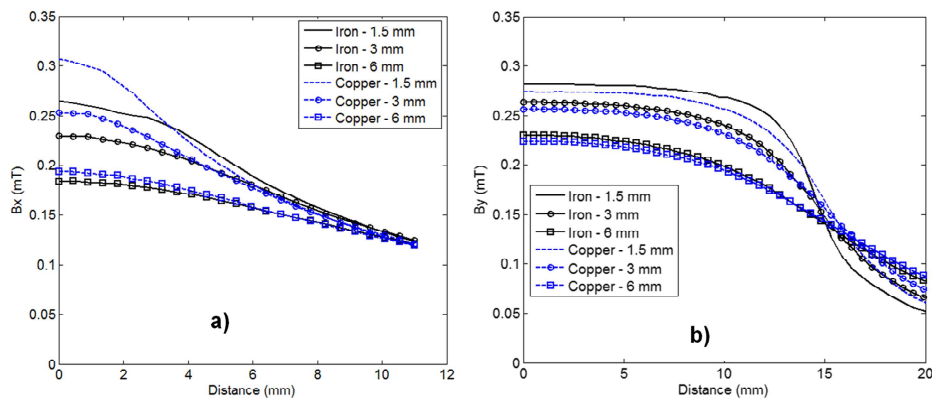 a)
Bx (mT)
0.35
0.3
0.25
0.2
0.15
0.1
0.05
0
0 2 4 6 8 10 12
Distance (mm)
Iron - 1.5 mm
Iron - 3 mm
Iron - 6 mm
Copper - 1.5 mm
Copper - 3 mm
Copper - 6 mm
b)
By (mT)
0.35
0.3
0.25
0.2
0.15
0.1
0.05
0
0 5 10 15 20
Distance (mm)
Iron - 1.5 mm
Iron - 3 mm
Iron - 6 mm
Copper - 1.5 mm
Copper - 3 mm
Copper - 6 mm